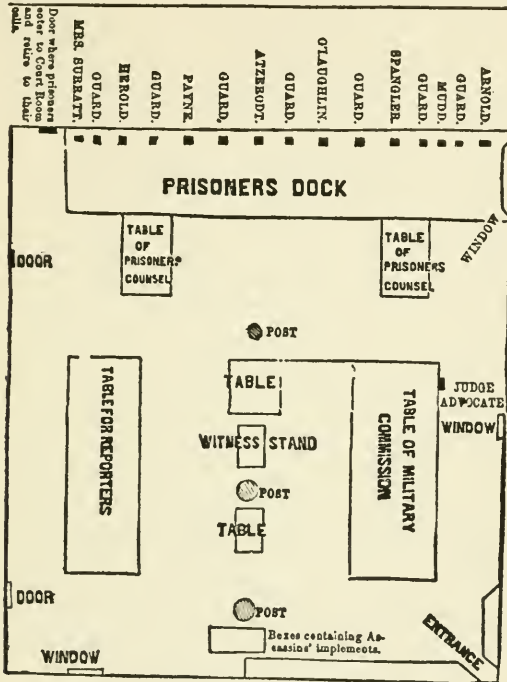 Door where prisoners
enter to Court Room
and retire to their
cells.
MRS. SURRATT.
GUARD.
HEROLD.
GUARD.
PAYNE.
GUARD,
ATZERODT.
GUARD.
O'LAUGHLIN.
GUARD.
SPANGLER.
GUARD.
MUDD.
GUARD.
ARNOLD.
PRISONERS DOCK
WINDOW
DOOR
TABLE
OF
PRISONERS
COUNSEL
TABLE
OF
PRISONERS
COUNSEL
POST
TABLE FOR REPORTERS
TABLE
TABLE OF MILITARY
COMMISSION
JUDGE
ADVOCATE
WINDOW
WITNESS STAND
POST
TABLE
DOOR
POST
Boxes containing As-
sassins' implements.
ENTRANCE
WINDOW